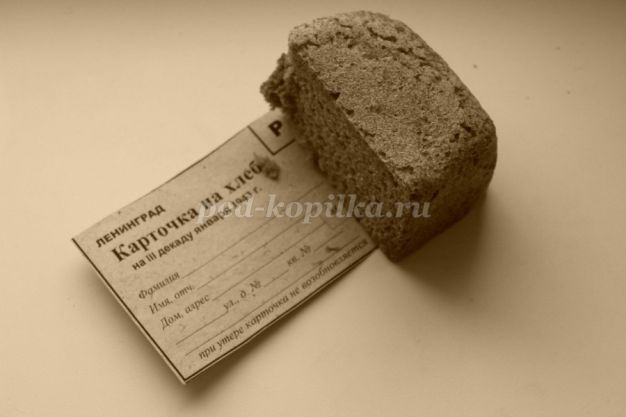 Р
ЛЕНИНГРАД
Карточка на хлеб
на III декаду января г.
Фамилия
Имя, отч.
Дом, адрес
ул., д. № кв. №
при утере карточка не возобновляется
ped-kopilka.ru